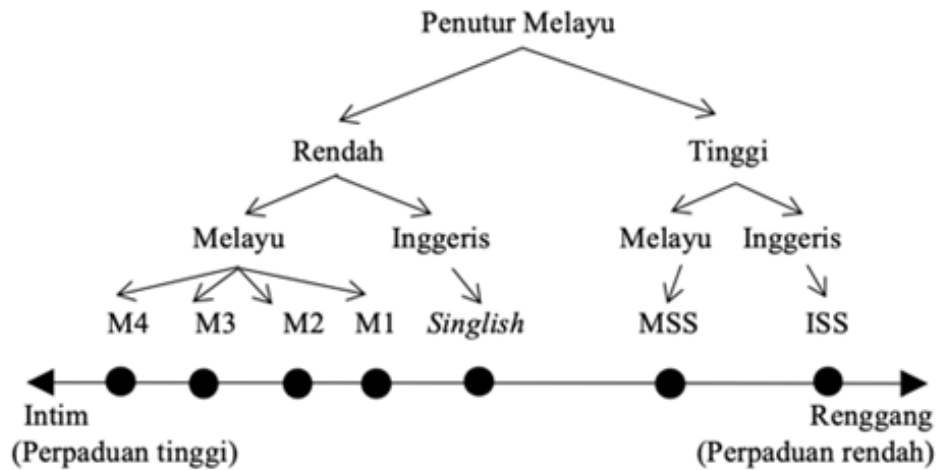 Penutur Melayu
Rendah Tinggi
Melayu Inggeris Melayu Inggeris
M4 M3 M2 M1 Singlish MSS ISS
Intim Renggang
(Perpaduan tinggi) (Perpaduan rendah)